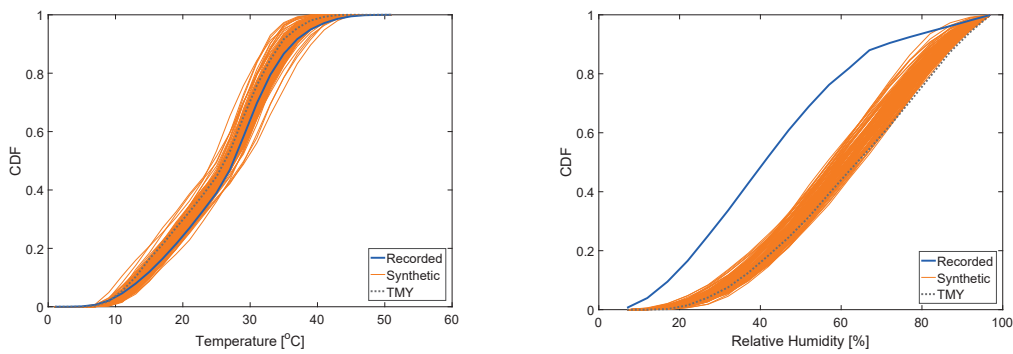 1
0.8
0.6
0.4
0.2
0
CDF
0 10 20 30 40 50 60
Temperature [°C]
Recorded
Synthetic
TMY
1
0.8
0.6
0.4
0.2
0
CDF
0 20 40 60 80 100
Relative Humidity [%]
Recorded
Synthetic
TMY